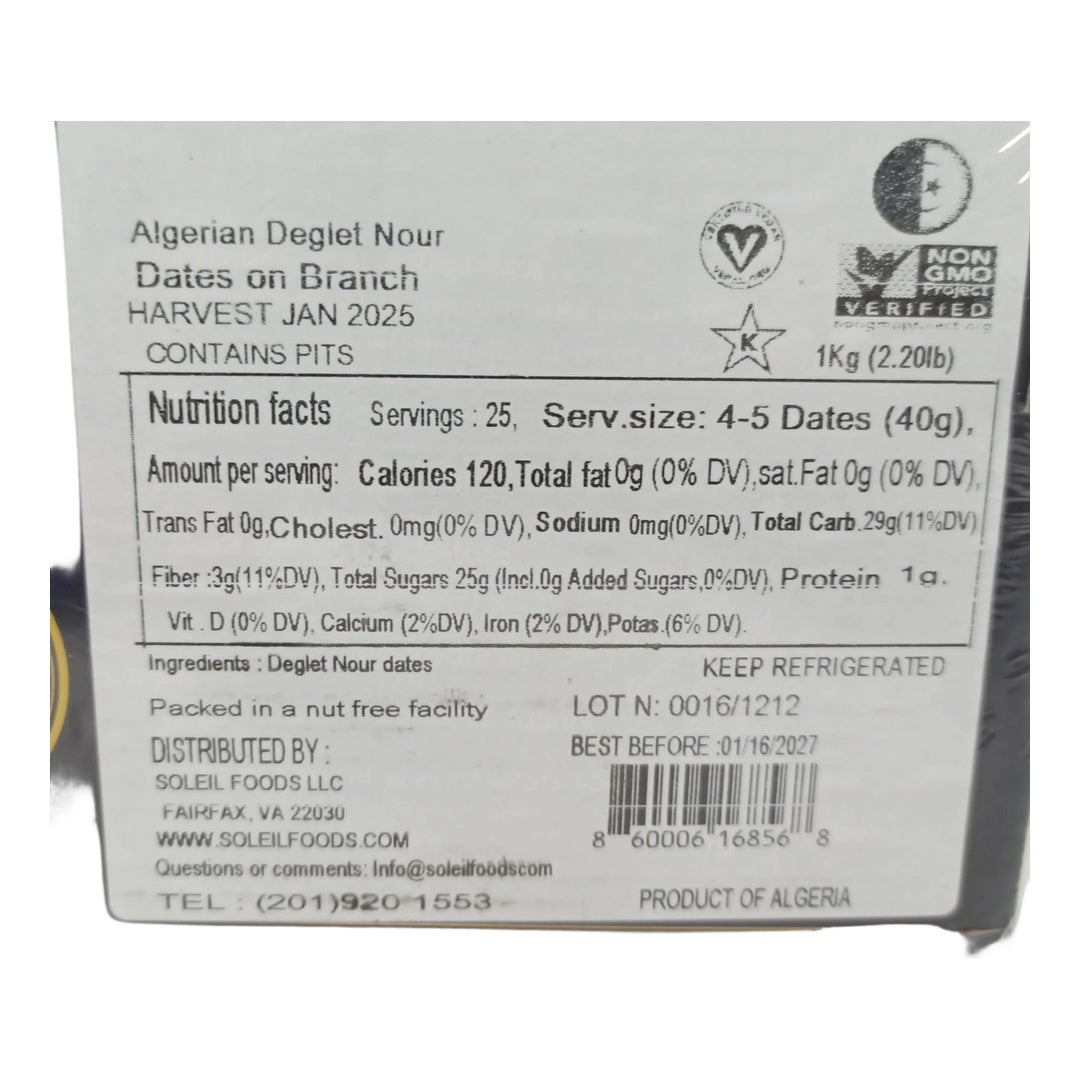 Algerian Deglet Nour
Dates on Branch
HARVEST JAN 2025
CONTAINS PITS
CERTIFIED VEGAN
VEGAN.ORG
K
NON
GMO
Project
VERIFIED
nongmoproject.org
1Kg (2.20lb)
Nutrition facts Servings : 25, Serv.size: 4-5 Dates (40g),
Amount per serving: Calories 120,Total fat 0g (0% DV),sat.Fat 0g (0% DV),
Trans Fat 0g,Cholest. 0mg(0% DV), Sodium 0mg(0%DV), Total Carb.29g(11%DV)
Fiber :3g(11%DV), Total Sugars 25g (Incl.0g Added Sugars,0%DV), Protein 1g.
Vit . D (0% DV), Calcium (2%DV), Iron (2% DV),Potas.(6% DV).
Ingredients : Deglet Nour dates
KEEP REFRIGERATED
Packed in a nut free facility
LOT N: 0016/1212
DISTRIBUTED BY :
BEST BEFORE :01/16/2027
SOLEIL FOODS LLC
FAIRFAX, VA 22030
WWW.SOLEILFOODS.COM
8 60006 16856 8
Questions or comments: Info@soleilfoodscom
TEL : (201)920 1553
PRODUCT OF ALGERIA